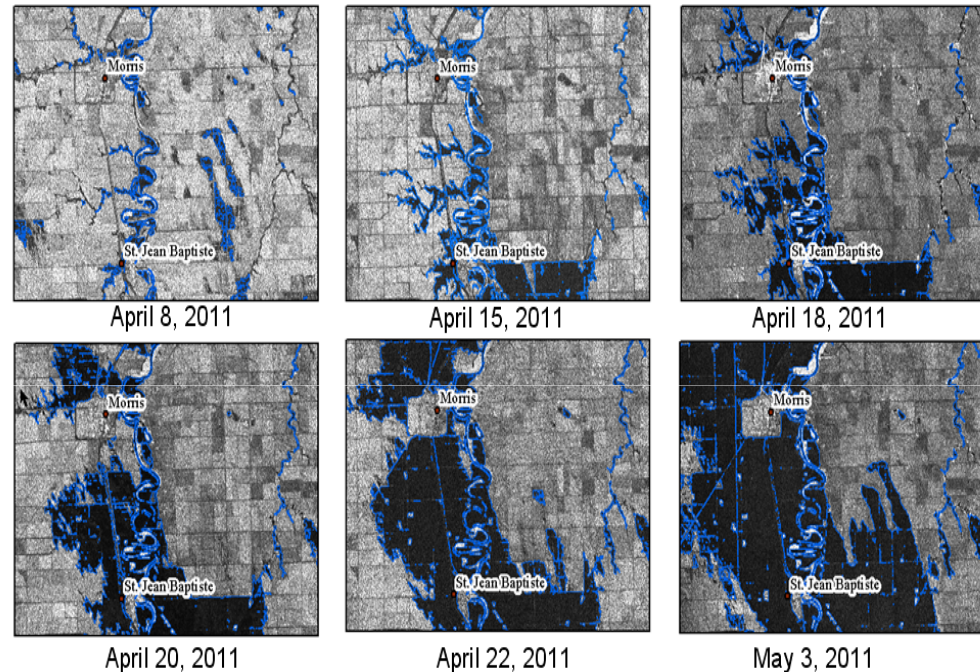 Morris
St. Jean Baptiste
April 8, 2011
Morris
St. Jean Baptiste
April 15, 2011
Morris
St. Jean Baptiste
April 18, 2011
Morris
St. Jean Baptiste
April 20, 2011
Morris
St. Jean Baptiste
April 22, 2011
Morris
St. Jean Baptiste
May 3, 2011